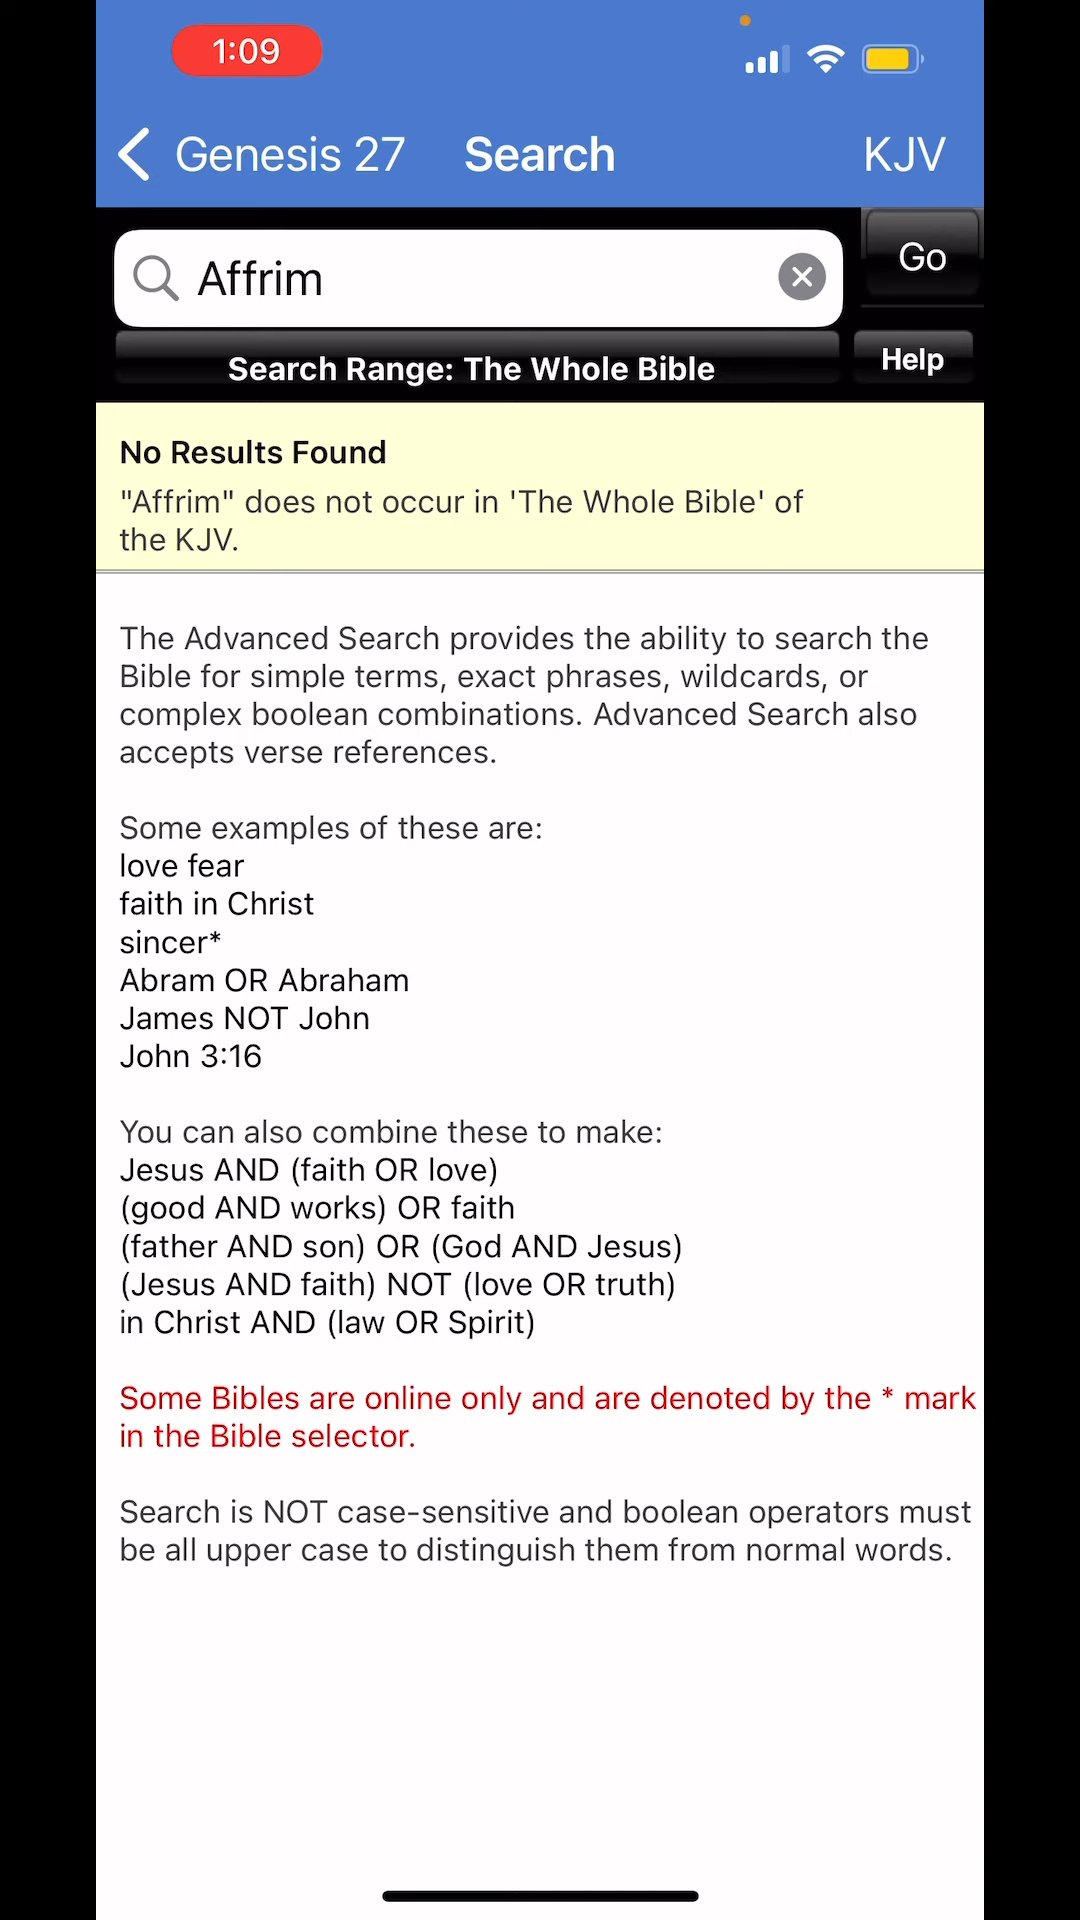 1:09
Genesis 27 Search KJV
Affrim
Go
Search Range: The Whole Bible
Help
No Results Found
"Affrim" does not occur in 'The Whole Bible' of
the KJV.
The Advanced Search provides the ability to search the
Bible for simple terms, exact phrases, wildcards, or
complex boolean combinations. Advanced Search also
accepts verse references.
Some examples of these are:
love fear
faith in Christ
sincer*
Abram OR Abraham
James NOT John
John 3:16
You can also combine these to make:
Jesus AND (faith OR love)
(good AND works) OR faith
(father AND son) OR (God AND Jesus)
(Jesus AND faith) NOT (love OR truth)
in Christ AND (law OR Spirit)
Some Bibles are online only and are denoted by the * mark
in the Bible selector.
Search is NOT case-sensitive and boolean operators must
be all upper case to distinguish them from normal words.